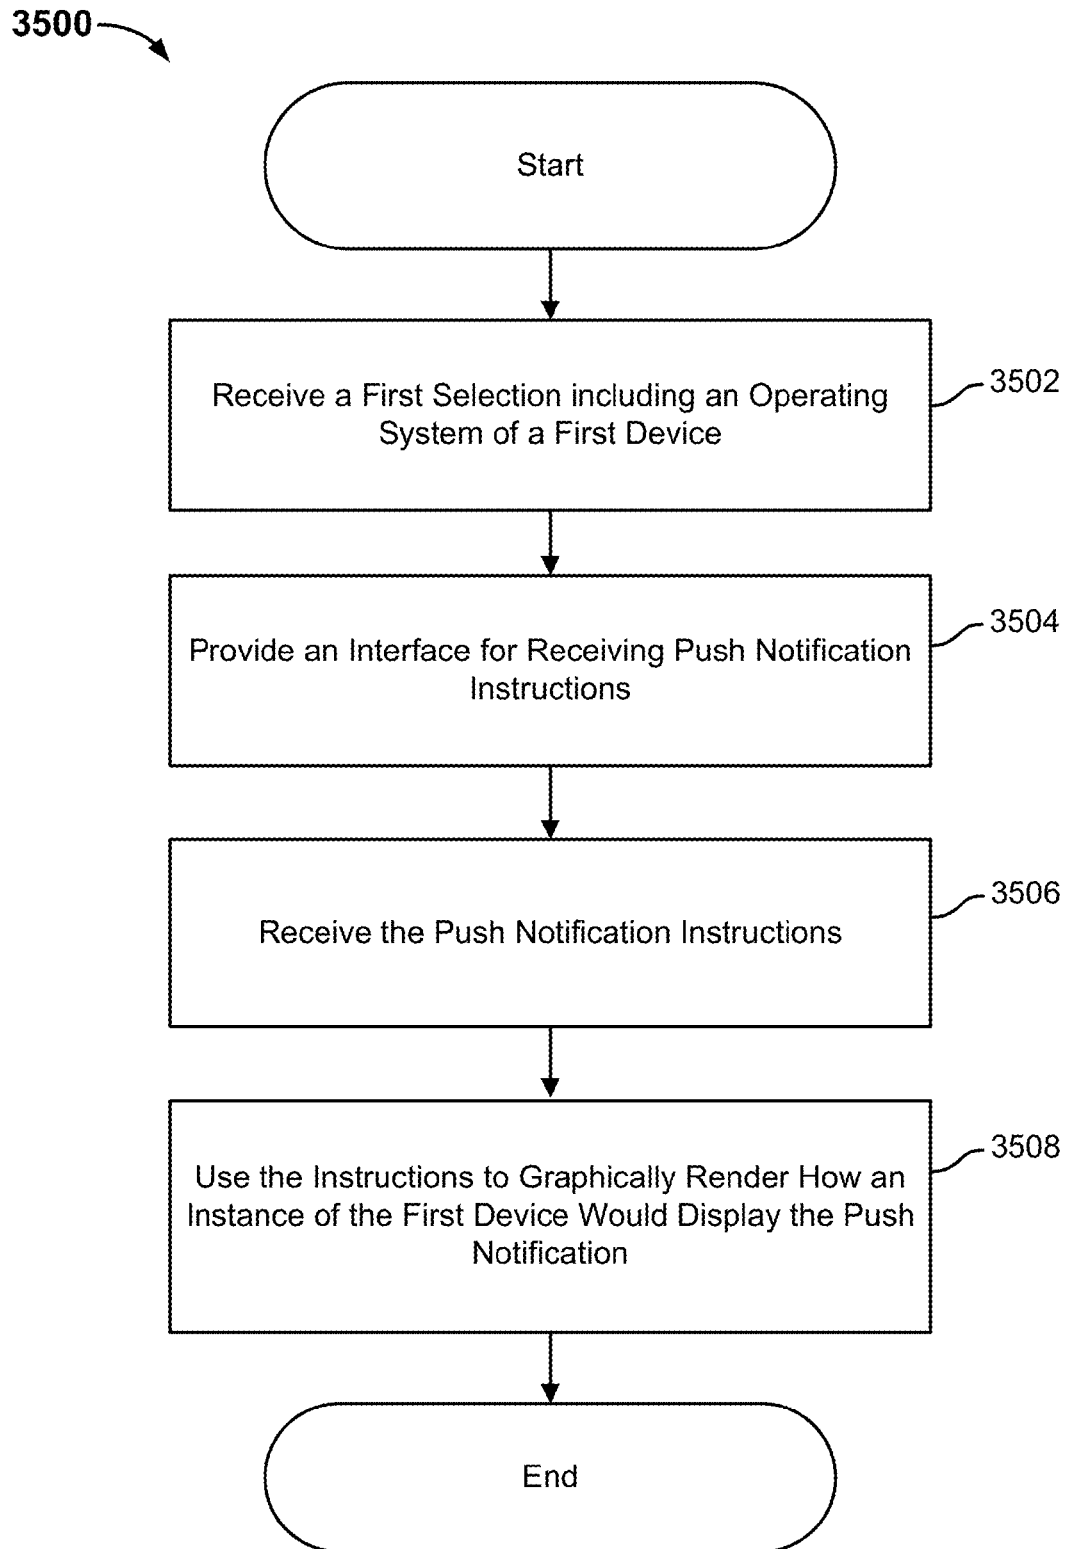 3500
Start
Receive a First Selection including an Operating
System of a First Device
3502
Provide an Interface for Receiving Push Notification
Instructions
3504
Receive the Push Notification Instructions
3506
Use the Instructions to Graphically Render How an
Instance of the First Device Would Display the Push
Notification
3508
End